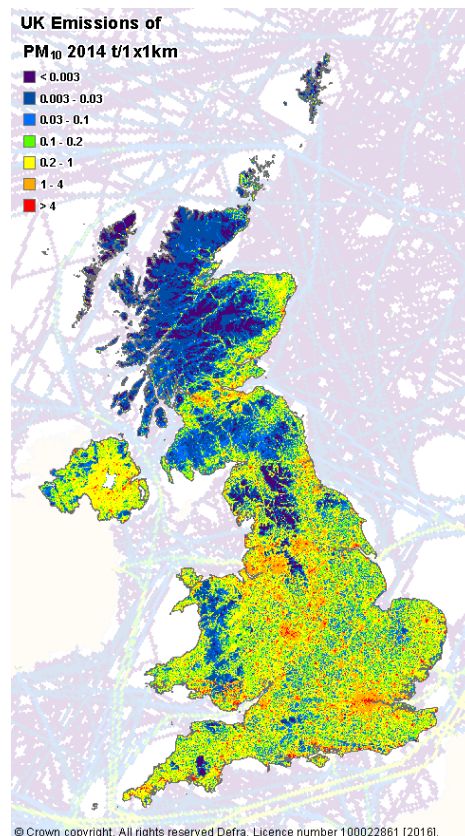 UK Emissions of
PM₁₀ 2014 t/1x1km
< 0.003
0.003 - 0.03
0.03 - 0.1
0.1 - 0.2
0.2 - 1
1 - 4
> 4
© Crown copyright. All rights reserved Defra, Licence number 100022861 [2016].